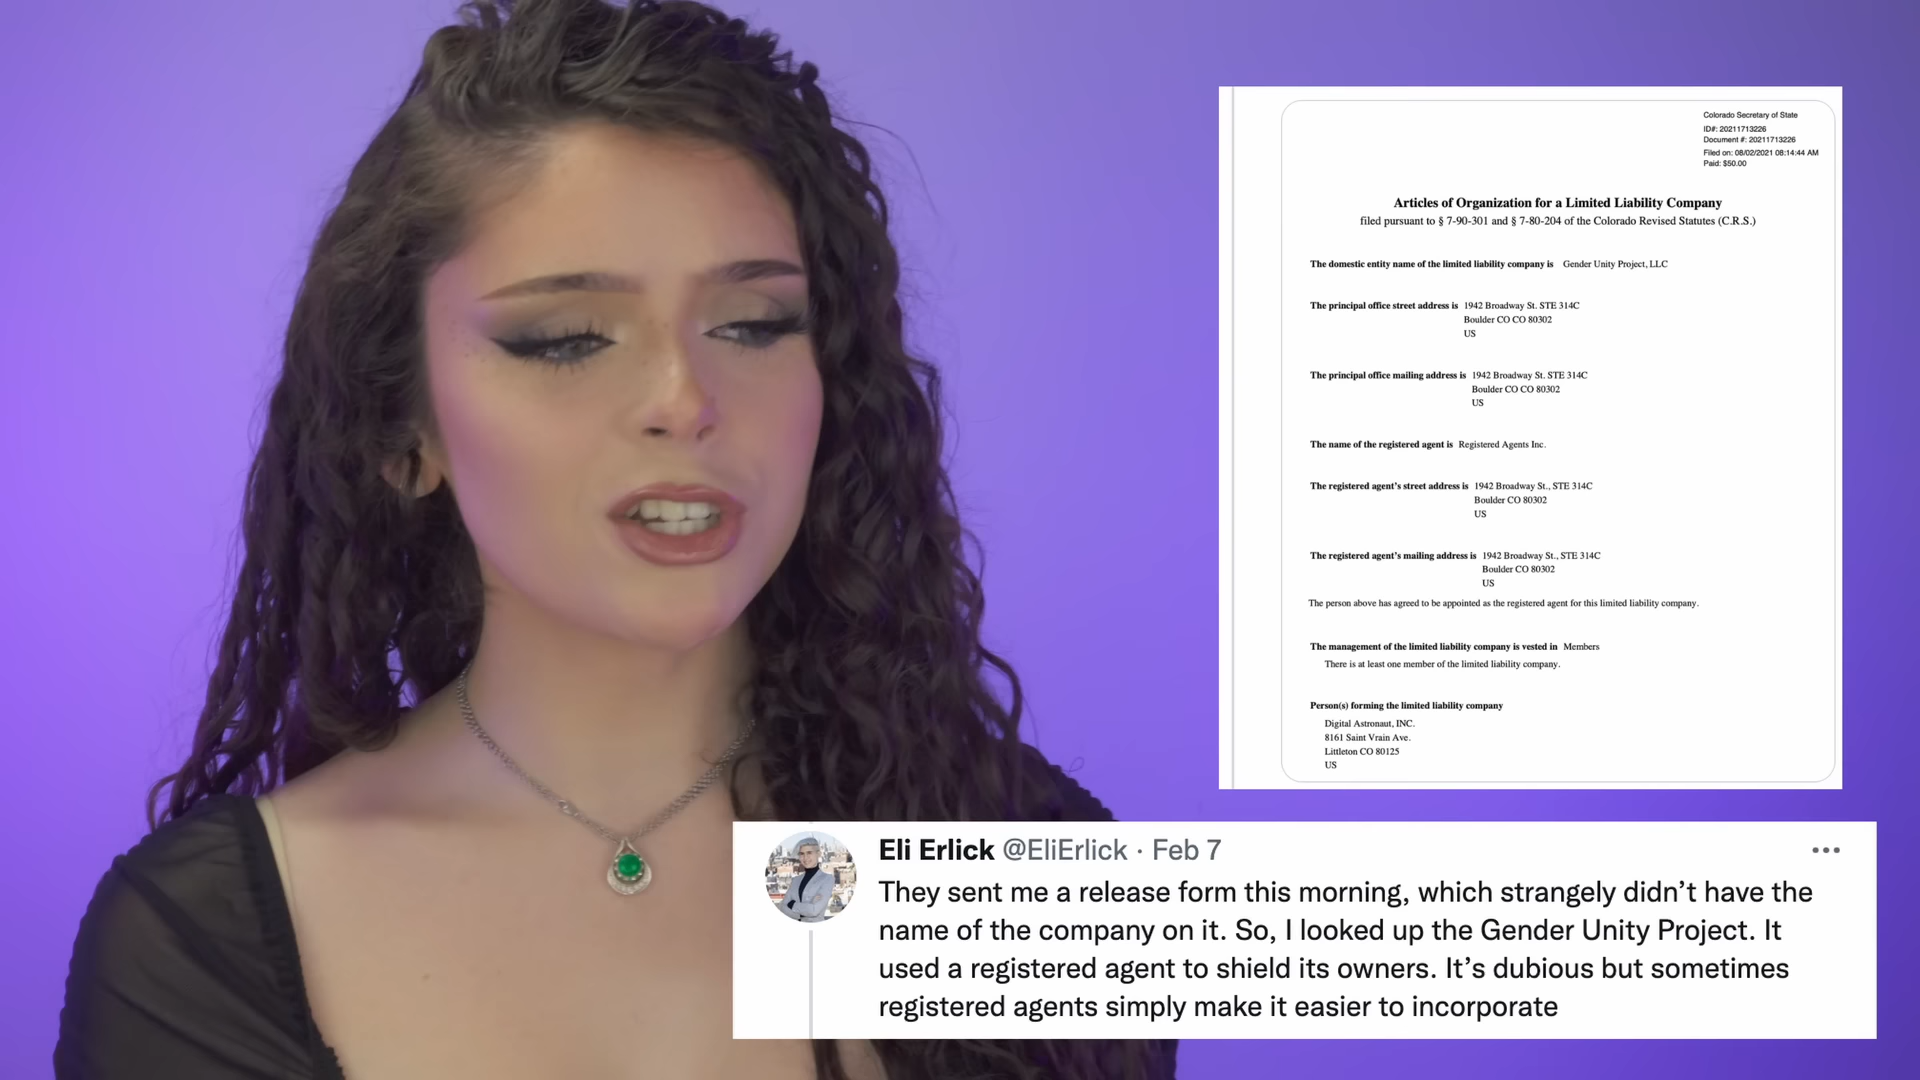 Colorado Secretary of State
ID#: 20211713226
Document #: 20211713226
Filed on: 08/02/2021 08:14:44 AM
Paid: $50.00
Articles of Organization for a Limited Liability Company
filed pursuant to § 7-90-301 and § 7-80-204 of the Colorado Revised Statutes (C.R.S.)
The domestic entity name of the limited liability company is Gender Unity Project, LLC
The principal office street address is 1942 Broadway St. STE 314C
Boulder CO CO 80302
US
The principal office mailing address is 1942 Broadway St. STE 314C
Boulder CO CO 80302
US
The name of the registered agent is Registered Agents Inc.
The registered agent's street address is 1942 Broadway St., STE 314C
Boulder CO 80302
US
The registered agent's mailing address is 1942 Broadway St., STE 314C
Boulder CO 80302
US
The person above has agreed to be appointed as the registered agent for this limited liability company.
The management of the limited liability company is vested in Members
There is at least one member of the limited liability company.
Person(s) forming the limited liability company
Digital Astronaut, INC.
8161 Saint Vrain Ave.
Littleton CO 80125
US
Eli Erlick @EliErlick · Feb 7
They sent me a release form this morning, which strangely didn't have the
name of the company on it. So, I looked up the Gender Unity Project. It
used a registered agent to shield its owners. It's dubious but sometimes
registered agents simply make it easier to incorporate